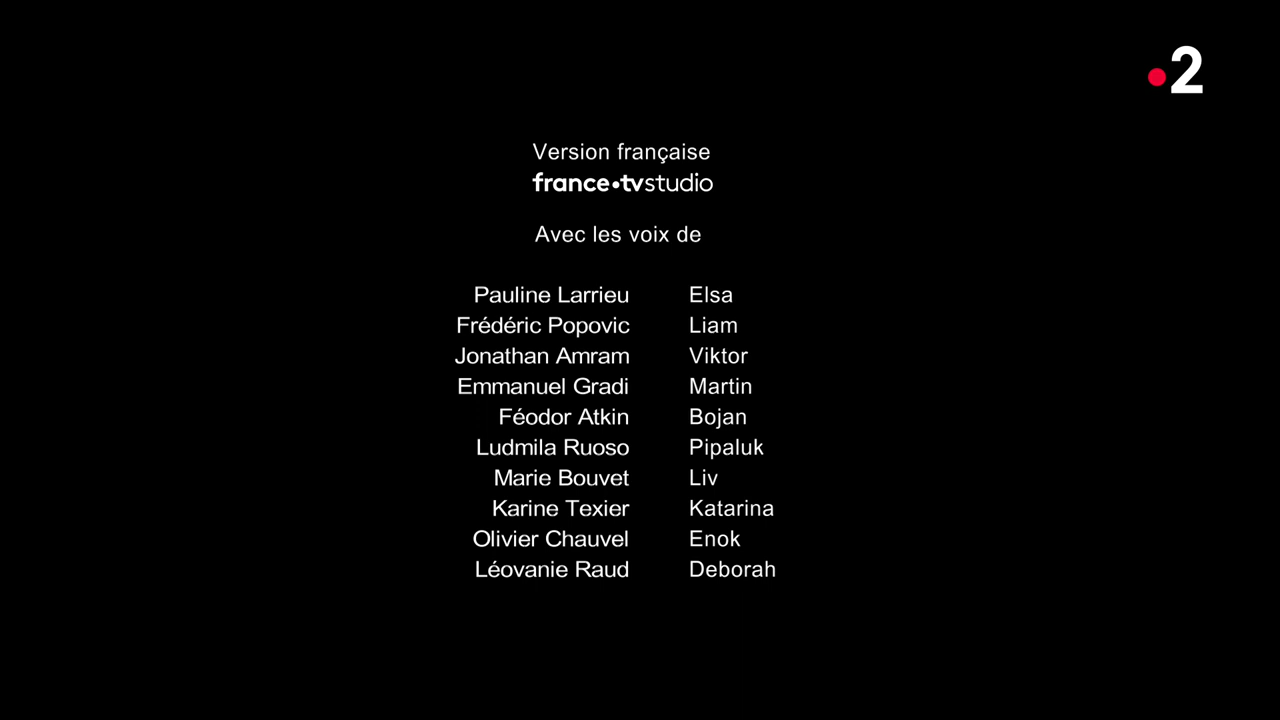 2
Version française
france•tvstudio
Avec les voix de
Pauline Larrieu Elsa
Frédéric Popovic Liam
Jonathan Amram Viktor
Emmanuel Gradi Martin
Féodor Atkin Bojan
Ludmila Ruoso Pipaluk
Marie Bouvet Liv
Karine Texier Katarina
Olivier Chauvel Enok
Léovanie Raud Deborah